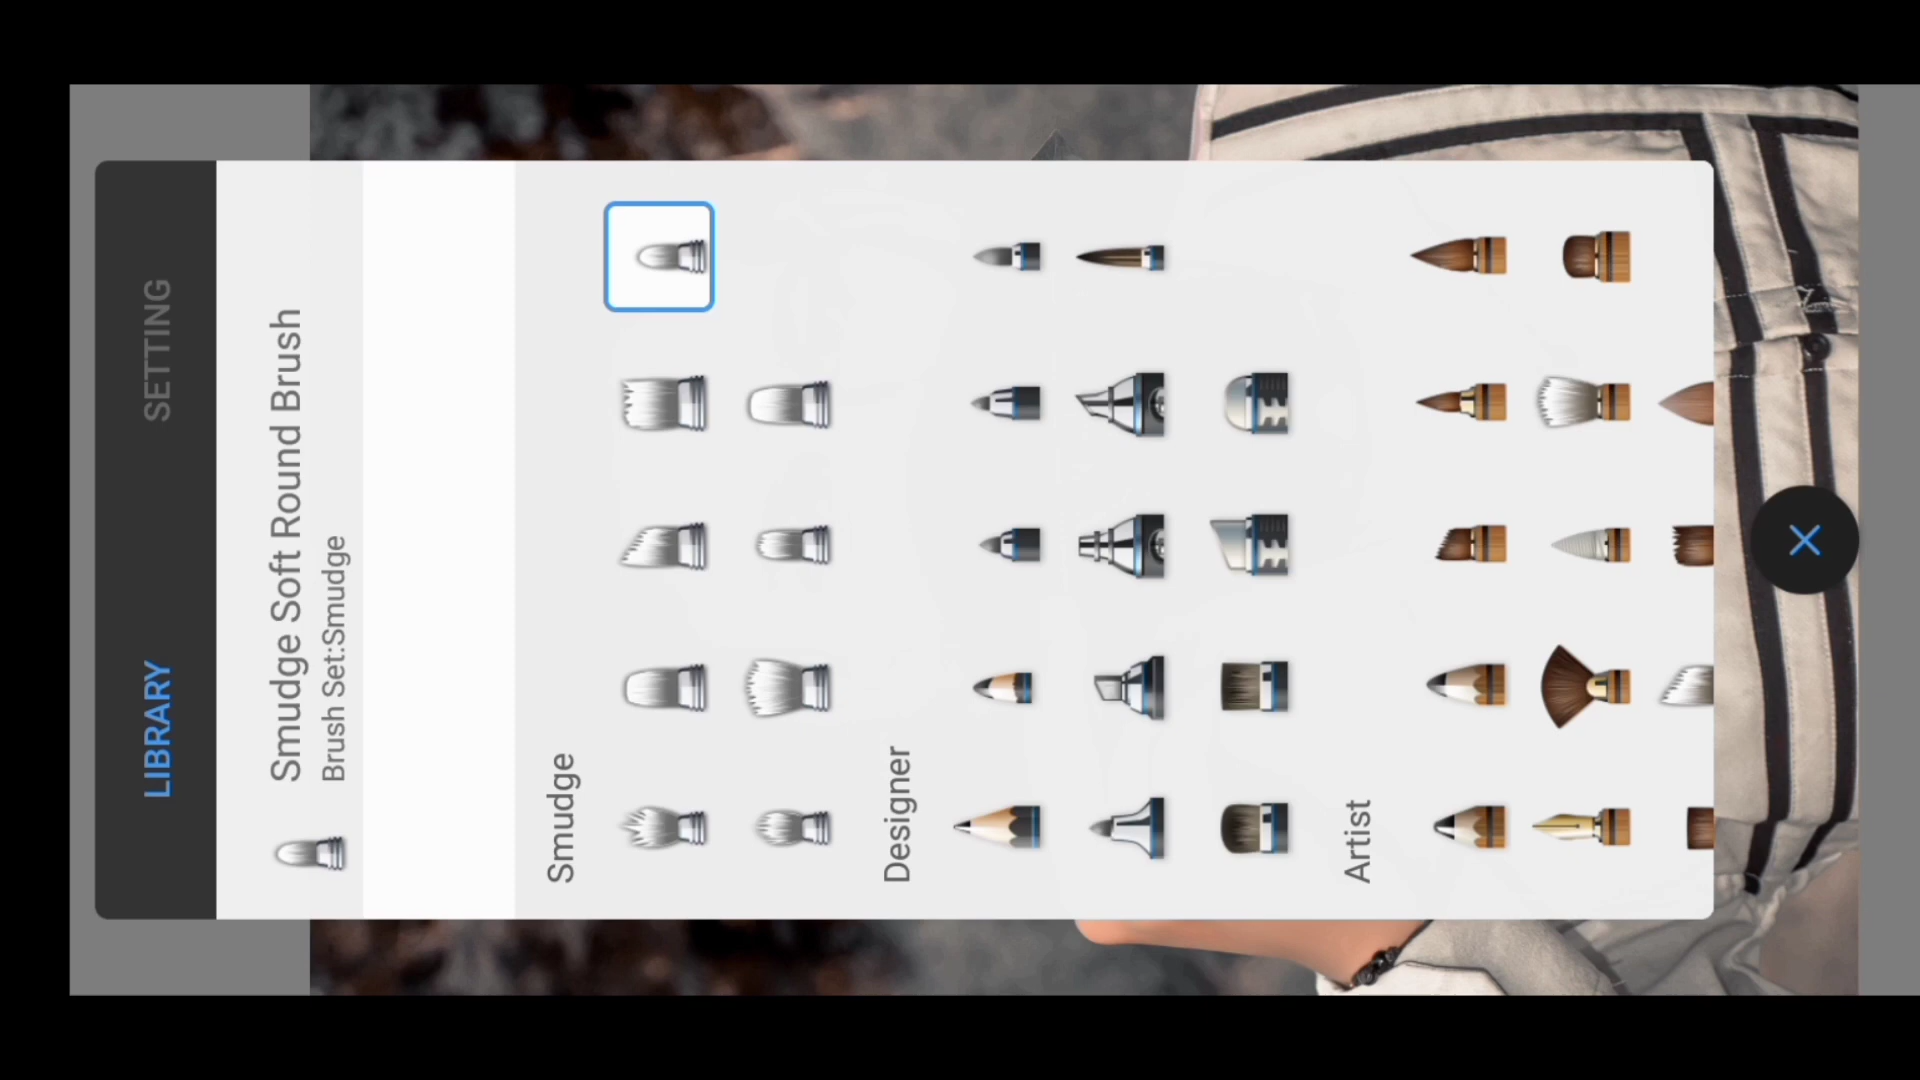 LIBRARY SETTING
Smudge Soft Round Brush
Brush Set:Smudge
Smudge
Designer
Artist